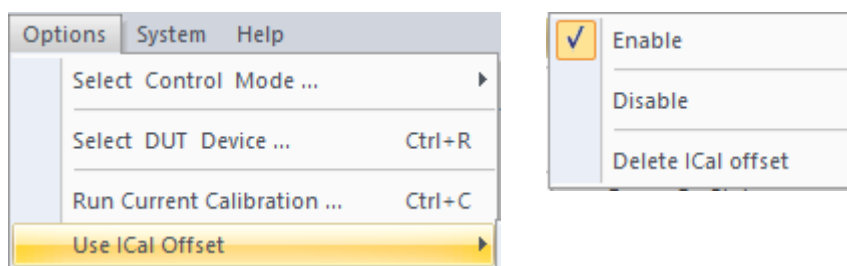 Options System Help
Select Control Mode ...
Select DUT Device ... Ctrl+R
Run Current Calibration ... Ctrl+C
Use ICal Offset
Enable
Disable
Delete ICal offset